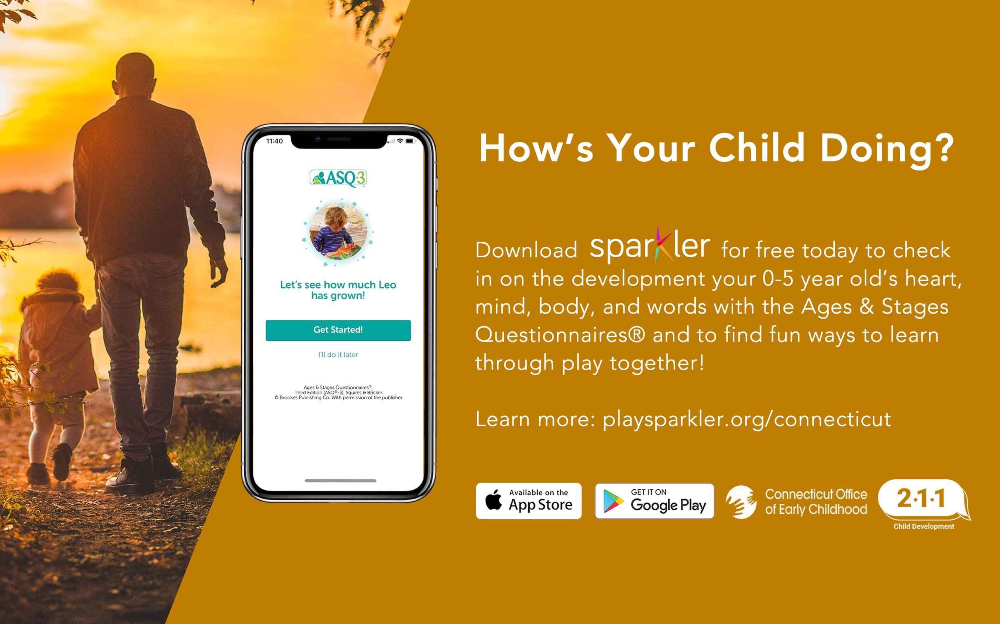 11:40
ASQ-3™
Let's see how much Leo
has grown!
Get Started!
I'll do it later
Ages & Stages Questionnaires®,
Third Edition (ASQ®-3), Squires & Bricker.
© Brookes Publishing Co. With permission of the publisher.
How's Your Child Doing?
Download sparkler for free today to check
in on the development your 0-5 year old's heart,
mind, body, and words with the Ages & Stages
Questionnaires® and to find fun ways to learn
through play together!
Learn more: playsparkler.org/connecticut
Available on the
App Store
GET IT ON
Google Play
Connecticut Office
of Early Childhood
2·1·1
Child Development